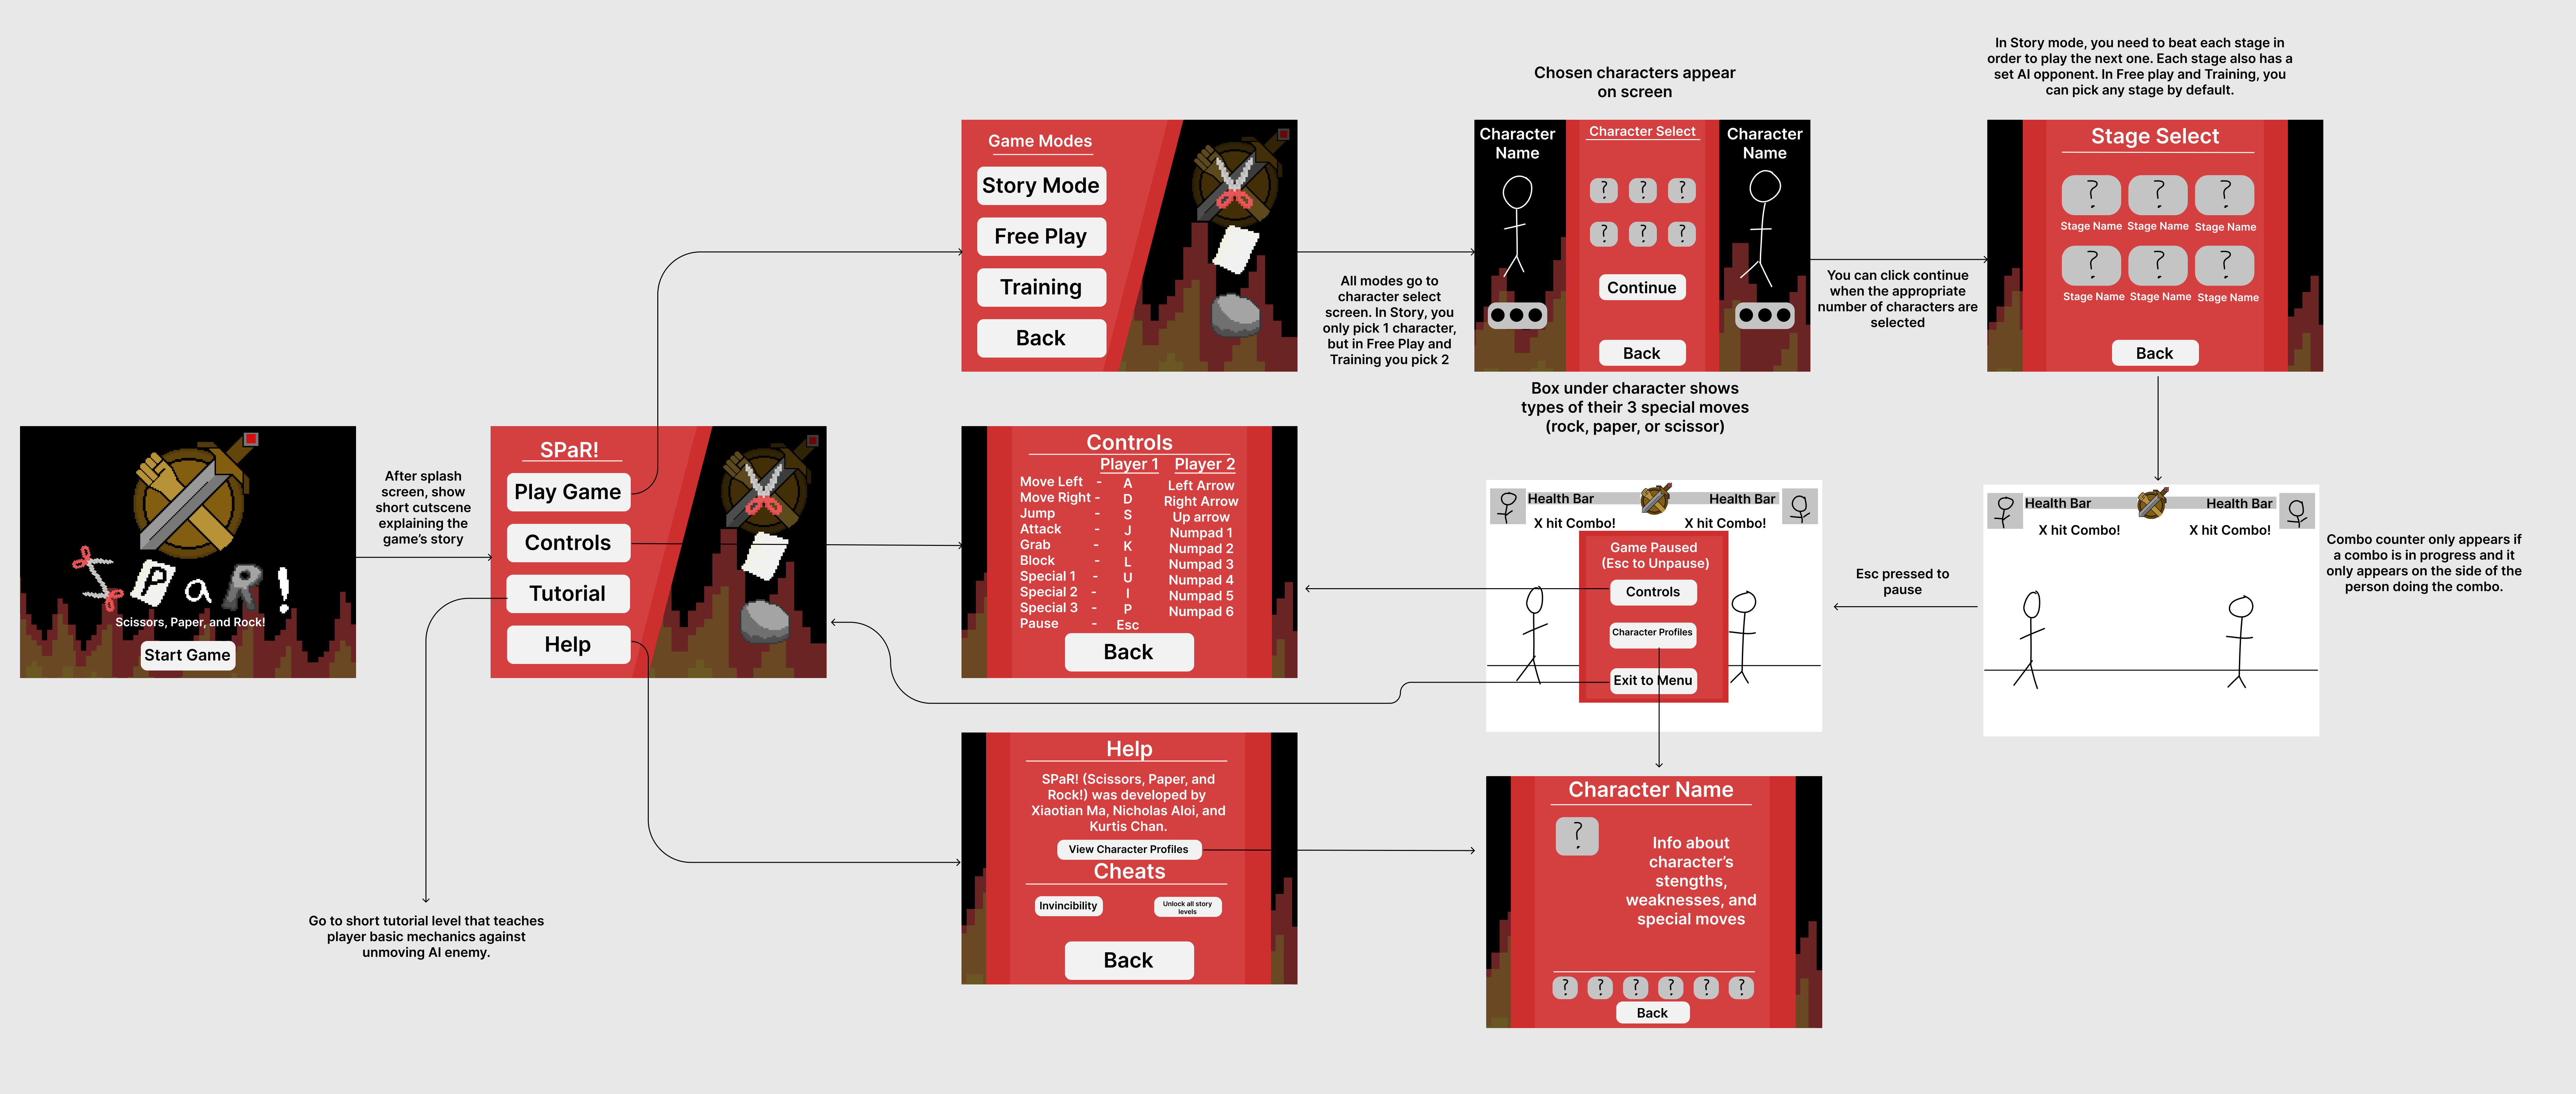 In Story mode, you need to beat each stage in
order to play the next one. Each stage also has a
set AI opponent. In Free play and Training, you
can pick any stage by default.
Chosen characters appear
on screen
Game Modes
Story Mode
Free Play
Training
Back
All modes go to
character select
screen. In Story, you
only pick 1 character,
but in Free Play and
Training you pick 2
Character
Name
Character Select
? ? ?
? ? ?
Continue
Back
Character
Name
Box under character shows
types of their 3 special moves
(rock, paper, or scissor)
You can click continue
when the appropriate
number of characters are
selected
Stage Select
? ? ?
Stage Name Stage Name Stage Name
? ? ?
Stage Name Stage Name Stage Name
Back
SPaR!
Scissors, Paper, and Rock!
Start Game
After splash
screen, show
short cutscene
explaining the
game's story
SPaR!
Play Game
Controls
Tutorial
Help
Controls
Player 1 Player 2
Move Left - A Left Arrow
Move Right - D Right Arrow
Jump - S Up arrow
Attack - J Numpad 1
Grab - K Numpad 2
Block - L Numpad 3
Special 1 - U Numpad 4
Special 2 - I Numpad 5
Special 3 - P Numpad 6
Pause - Esc
Back
Health Bar Health Bar
X hit Combo! X hit Combo!
Game Paused
(Esc to Unpause)
Controls
Character Profiles
Exit to Menu
Esc pressed to
pause
Health Bar Health Bar
X hit Combo! X hit Combo!
Combo counter only appears if
a combo is in progress and it
only appears on the side of the
person doing the combo.
Go to short tutorial level that teaches
player basic mechanics against
unmoving AI enemy.
Help
SPaR! (Scissors, Paper, and
Rock!) was developed by
Xiaotian Ma, Nicholas Aloi, and
Kurtis Chan.
View Character Profiles
Cheats
Invincibility
Unlock all story
levels
Back
Character Name
?
Info about
character's
stengths,
weaknesses, and
special moves
? ? ? ? ? ?
Back